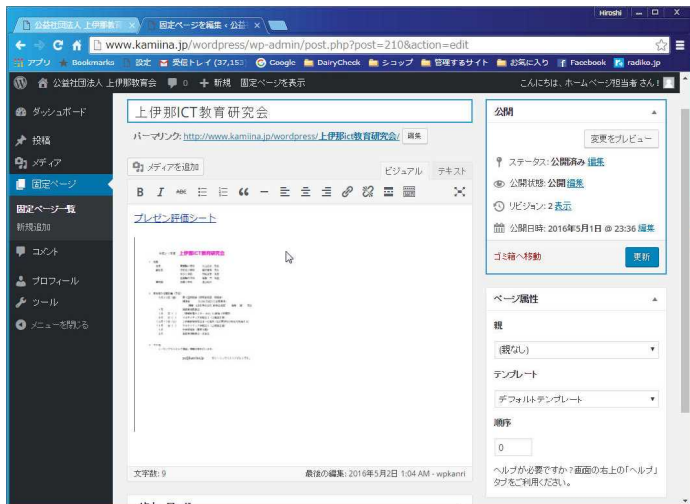 Hiroshi
公益社団法人 上伊那教育
固定ページを編集 ‹ 公益
www.kamiina.jp/wordpress/wp-admin/post.php?post=210&action=edit
アプリ Bookmarks 設定 受信トレイ (37,153) Google DairyCheck ショップ 管理するサイト お気に入り Facebook radiko.jp
公益社団法人 上伊那教育会 0 + 新規 固定ページを表示 こんにちは、ホームページ担当者 さん!
ダッシュボード
投稿
メディア
固定ページ
固定ページ一覧
新規追加
コメント
プロフィール
ツール
メニューを閉じる
上伊那ICT教育研究会
パーマリンク: http://www.kamiina.jp/wordpress/上伊那ict教育研究会/ 編集
メディアを追加
ビジュアル テキスト
B I ABC
プレゼン評価シート
上伊那ICT教育研究会
文字数: 9 最後の編集: 2016年5月2日 1:04 AM - wpkanri
公開
変更をプレビュー
ステータス: 公開済み 編集
公開状態: 公開 編集
リビジョン: 2 表示
公開日時: 2016年5月1日 @ 23:36 編集
ゴミ箱へ移動 更新
ページ属性
親
(親なし)
テンプレート
デフォルトテンプレート
順序
0
ヘルプが必要ですか ? 画面の右上の「ヘルプ」
タブをご利用ください。